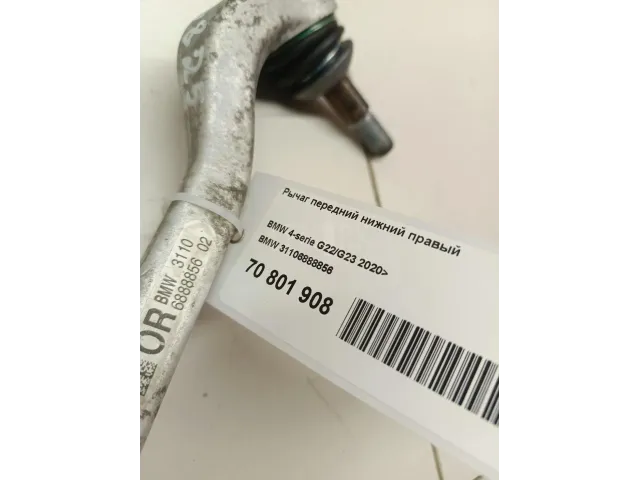 Рычаг передний нижний правый
BMW 4-serie G22/G23 2020>
BMW 31106888856
70 801 908
BMW 3110
6888856 02
OR